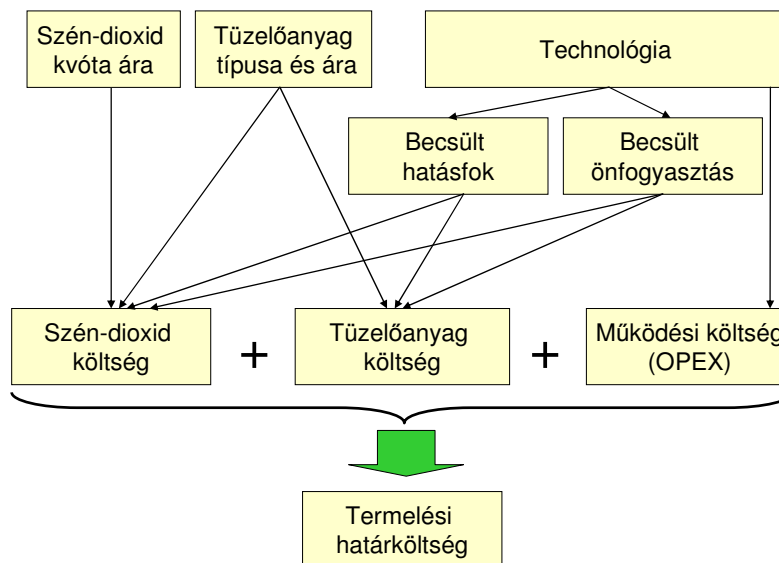 Szén-dioxid
kvóta ára
Tüzelőanyag
típusa és ára
Technológia
Becsült
hatásfok
Becsült
önfogyasztás
Szén-dioxid
költség
+
Tüzelőanyag
költség
+
Működési költség
(OPEX)
Termelési
határköltség